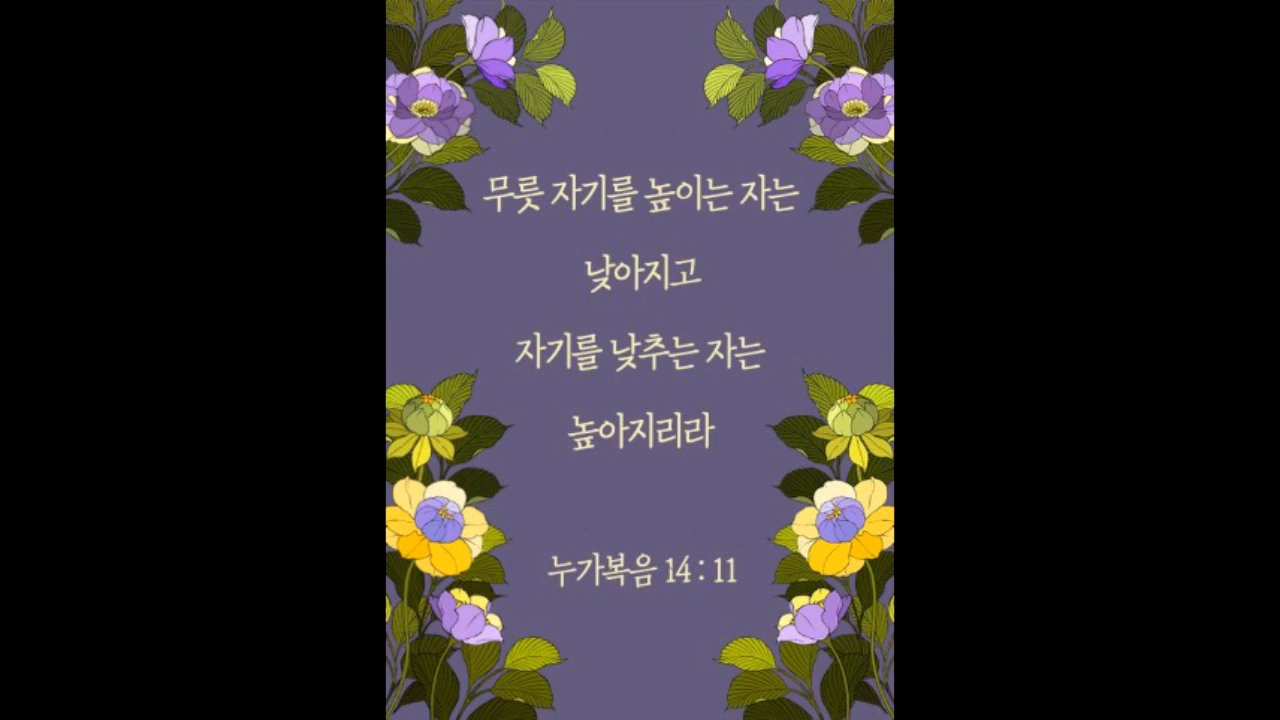 무릇 자기를 높이는 자는
낮아지고
자기를 낮추는 자는
높아지리라
누가복음 14 : 11